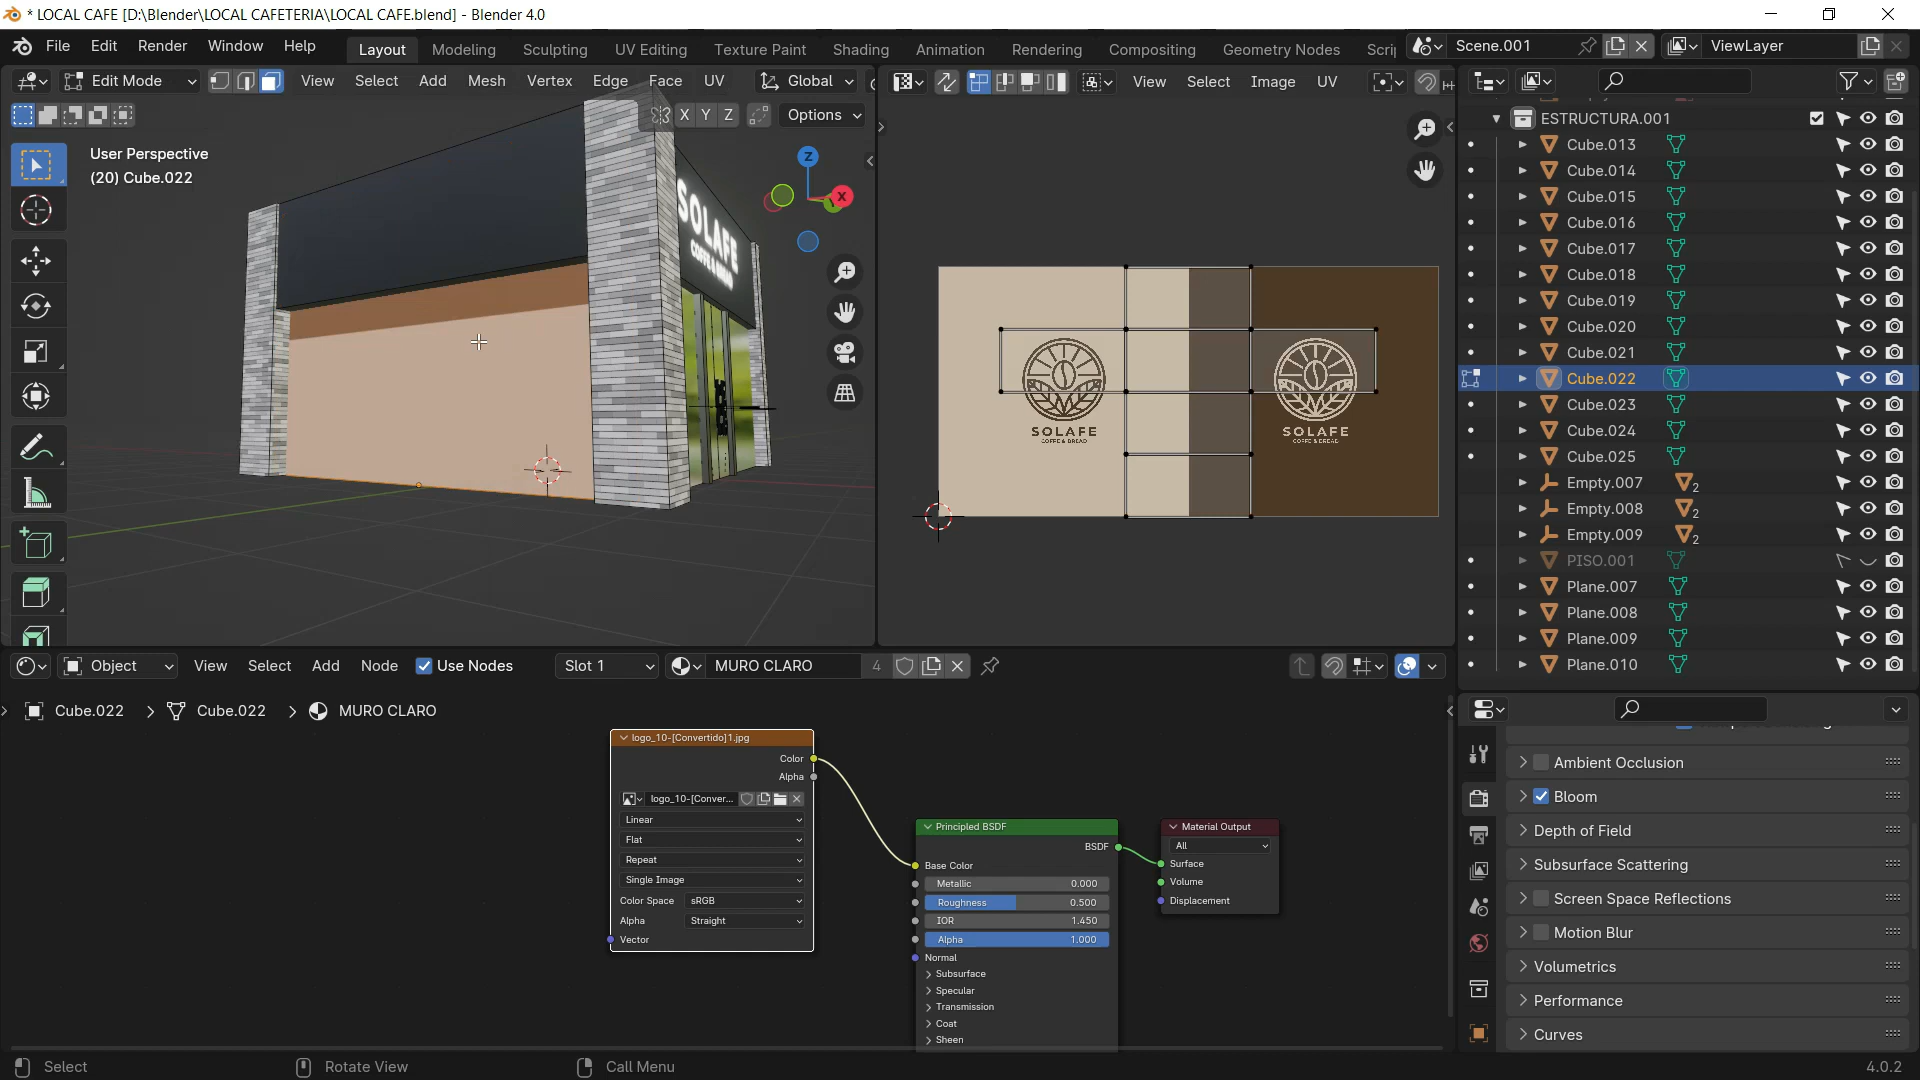 * LOCAL CAFE [D:\Blender\LOCAL CAFETERIA\LOCAL CAFE.blend] - Blender 4.0
File Edit Render Window Help
Layout Modeling Sculpting UV Editing Texture Paint Shading Animation Rendering Compositing Geometry Nodes Scrip
Scene.001
ViewLayer
Edit Mode View Select Add Mesh Vertex Edge Face UV Global
View Select Image UV
X Y Z Options
User Perspective
(20) Cube.022
Z
X
SOLAFE
COFFE & BREAD
SOLAFE
COFFE & BREAD
SOLAFE
COFFE & BREAD
ESTRUCTURA.001
Cube.013
Cube.014
Cube.015
Cube.016
Cube.017
Cube.018
Cube.019
Cube.020
Cube.021
Cube.022
Cube.023
Cube.024
Cube.025
Empty.007 2
Empty.008 2
Empty.009 2
PISO.001
Plane.007
Plane.008
Plane.009
Plane.010
Object View Select Add Node Use Nodes Slot 1 MURO CLARO 4
Cube.022 > Cube.022 > MURO CLARO
logo_10-[Convertido]1.jpg
Color
Alpha
logo_10-[Conver...
Linear
Flat
Repeat
Single Image
Color Space sRGB
Alpha Straight
Vector
Principled BSDF
BSDF
Base Color
Metallic 0.000
Roughness 0.500
IOR 1.450
Alpha 1.000
Normal
Subsurface
Specular
Transmission
Coat
Sheen
Material Output
All
Surface
Volume
Displacement
Ambient Occlusion
Bloom
Depth of Field
Subsurface Scattering
Screen Space Reflections
Motion Blur
Volumetrics
Performance
Curves
Select Rotate View Call Menu 4.0.2